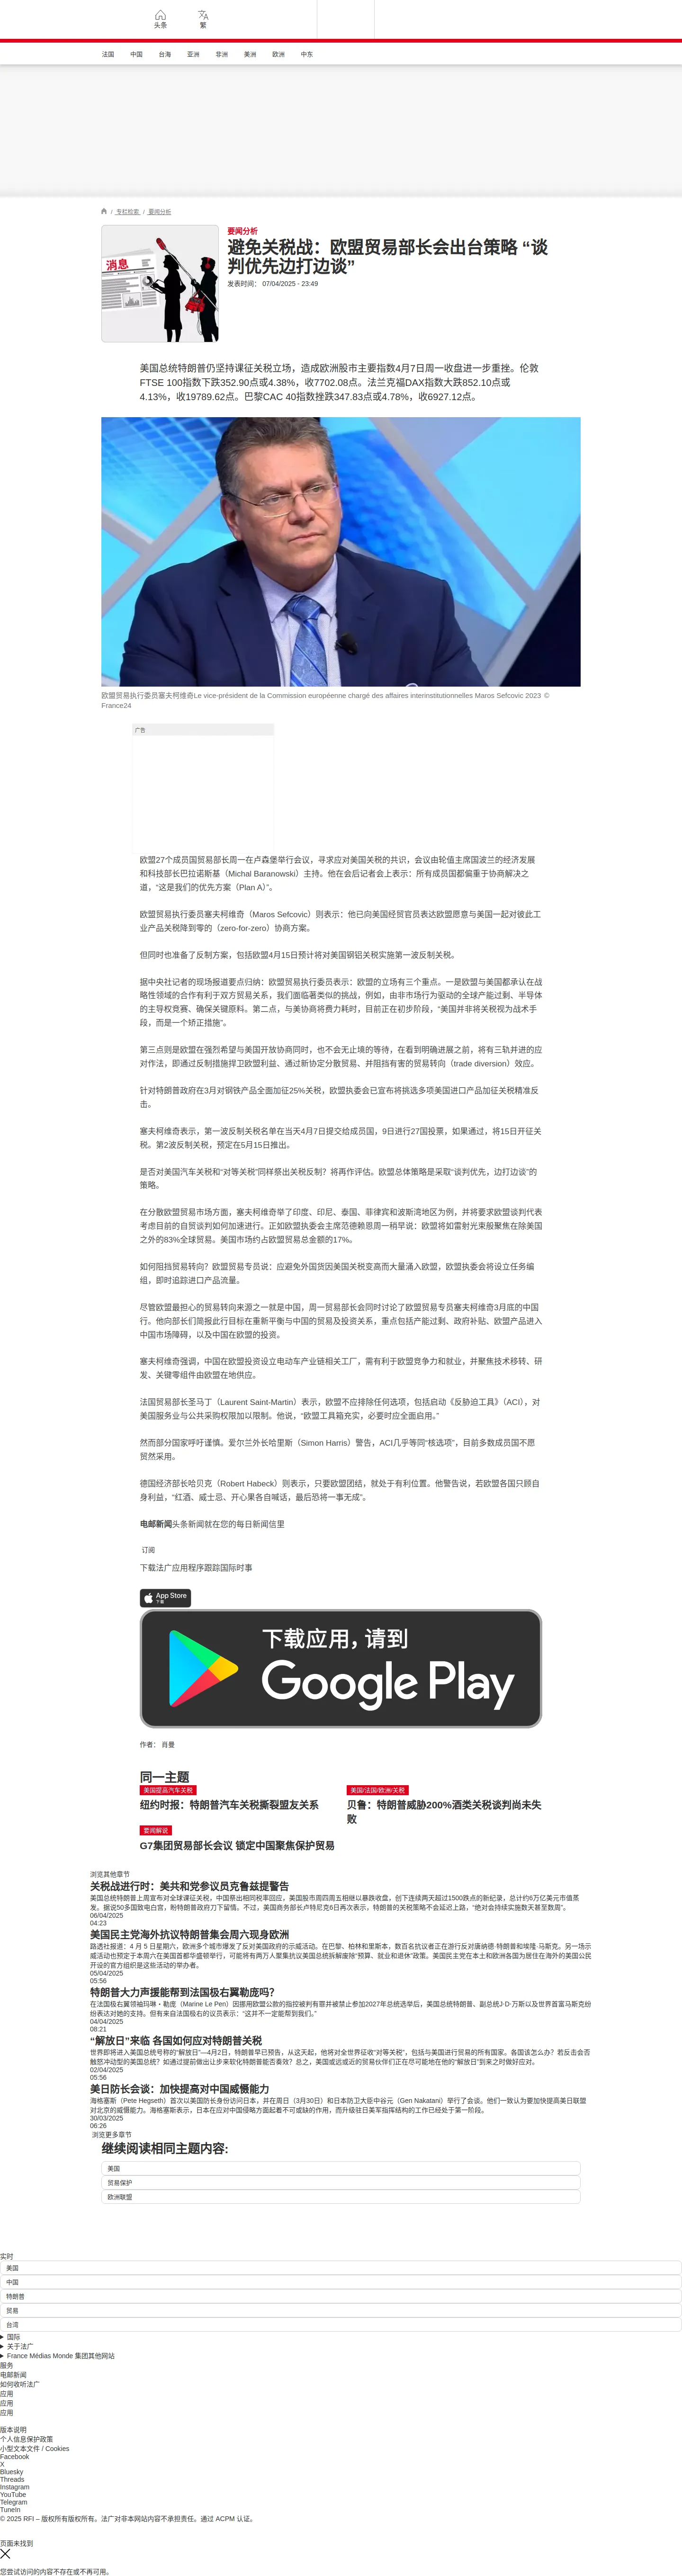 头条
繁
法国 中国 台海 亚洲 非洲 美洲 欧洲 中东
/ 专栏检索 / 要闻分析
消息
要闻分析
避免关税战：欧盟贸易部长会出台策略 “谈
判优先边打边谈”
发表时间： 07/04/2025 - 23:49
美国总统特朗普仍坚持课征关税立场，造成欧洲股市主要指数4月7日周一收盘进一步重挫。伦敦
FTSE 100指数下跌352.90点或4.38%，收7702.08点。法兰克福DAX指数大跌852.10点或
4.13%，收19789.62点。巴黎CAC 40指数挫跌347.83点或4.78%，收6927.12点。
欧盟贸易执行委员塞夫柯维奇Le vice-président de la Commission européenne chargé des affaires interinstitutionnelles Maros Sefcovic 2023 ©
France24
广告
欧盟27个成员国贸易部长周一在卢森堡举行会议，寻求应对美国关税的共识，会议由轮值主席国波兰的经济发展
和科技部长巴拉诺斯基（Michal Baranowski）主持。他在会后记者会上表示：所有成员国都偏重于协商解决之
道，“这是我们的优先方案（Plan A）”。
欧盟贸易执行委员塞夫柯维奇（Maros Sefcovic）则表示：他已向美国经贸官员表达欧盟愿意与美国一起对彼此工
业产品关税降到零的（zero-for-zero）协商方案。
但同时也准备了反制方案，包括欧盟4月15日预计将对美国钢铝关税实施第一波反制关税。
据中央社记者的现场报道要点归纳：欧盟贸易执行委员表示：欧盟的立场有三个重点。一是欧盟与美国都承认在战
略性领域的合作有利于双方贸易关系，我们面临著类似的挑战，例如，由非市场行为驱动的全球产能过剩、半导体
的主导权竞赛、确保关键原料。第二点，与美协商将费力耗时，目前正在初步阶段，“美国并非将关税视为战术手
段，而是一个矫正措施”。
第三点则是欧盟在强烈希望与美国开放协商同时，也不会无止境的等待，在看到明确进展之前，将有三轨并进的应
对作法，即通过反制措施捍卫欧盟利益、通过新协定分散贸易、并阻挡有害的贸易转向（trade diversion）效应。
针对特朗普政府在3月对钢铁产品全面加征25%关税，欧盟执委会已宣布将挑选多项美国进口产品加征关税精准反
击。
塞夫柯维奇表示，第一波反制关税名单在当天4月7日提交给成员国，9日进行27国投票，如果通过，将15日开征关
税。第2波反制关税，预定在5月15日推出。
是否对美国汽车关税和“对等关税”同样祭出关税反制？将再作评估。欧盟总体策略是采取“谈判优先，边打边谈”的
策略。
在分散欧盟贸易市场方面，塞夫柯维奇举了印度、印尼、泰国、菲律宾和波斯湾地区为例，并将要求欧盟谈判代表
考虑目前的自贸谈判如何加速进行。正如欧盟执委会主席范德赖恩周一稍早说：欧盟将如雷射光束般聚焦在除美国
之外的83%全球贸易。美国市场约占欧盟贸易总金额的17%。
如何阻挡贸易转向？欧盟贸易专员说：应避免外国货因美国关税变高而大量涌入欧盟，欧盟执委会将设立任务编
组，即时追踪进口产品流量。
尽管欧盟最担心的贸易转向来源之一就是中国，周一贸易部长会同时讨论了欧盟贸易专员塞夫柯维奇3月底的中国
行。他向部长们简报此行目标在重新平衡与中国的贸易及投资关系，重点包括产能过剩、政府补贴、欧盟产品进入
中国市场障碍，以及中国在欧盟的投资。
塞夫柯维奇强调，中国在欧盟投资设立电动车产业链相关工厂，需有利于欧盟竞争力和就业，并聚焦技术移转、研
发、关键零组件由欧盟在地供应。
法国贸易部长圣马丁（Laurent Saint-Martin）表示，欧盟不应排除任何选项，包括启动《反胁迫工具》（ACI），对
美国服务业与公共采购权限加以限制。他说，“欧盟工具箱充实，必要时应全面启用。”
然而部分国家呼吁谨慎。爱尔兰外长哈里斯（Simon Harris）警告，ACI几乎等同“核选项”，目前多数成员国不愿
贸然采用。
德国经济部长哈贝克（Robert Habeck）则表示，只要欧盟团结，就处于有利位置。他警告说，若欧盟各国只顾自
身利益，“红酒、威士忌、开心果各自喊话，最后恐将一事无成”。
电邮新闻头条新闻就在您的每日新闻信里
订阅
下载法广应用程序跟踪国际时事
App Store
下载
下载应用，请到
Google Play
作者： 肖曼
同一主题
美国提高汽车关税
纽约时报：特朗普汽车关税撕裂盟友关系
美国/法国/欧洲/关税
贝鲁：特朗普威胁200%酒类关税谈判尚未失
败
要闻解说
G7集团贸易部长会议 锁定中国聚焦保护贸易
浏览其他章节
关税战进行时：美共和党参议员克鲁兹提警告
美国总统特朗普上周宣布对全球课征关税，中国祭出相同税率回应，美国股市周四周五相继以暴跌收盘，创下连续两天超过1500跌点的新纪录，总计约6万亿美元市值蒸
发。据说50多国致电白宫，盼特朗普政府刀下留情。不过，美国商务部长卢特尼克6日再次表示，特朗普的关税策略不会延迟上路，“绝对会持续实施数天甚至数周”。
06/04/2025
04:23
美国民主党海外抗议特朗普集会周六现身欧洲
路透社报道：4 月 5 日星期六，欧洲多个城市爆发了反对美国政府的示威活动。在巴黎、柏林和里斯本，数百名抗议者正在游行反对唐纳德·特朗普和埃隆·马斯克。另一场示
威活动也预定于本周六在美国首都华盛顿举行，可能将有两万人聚集抗议美国总统拆解废除“预算、就业和退休”政策。美国民主党在本土和欧洲各国为居住在海外的美国公民
开设的官方组织是这些活动的举办者。
05/04/2025
05:56
特朗普大力声援能帮到法国极右翼勒庞吗？
在法国极右翼领袖玛琳・勒庞（Marine Le Pen）因挪用欧盟公款的指控被判有罪并被禁止参加2027年总统选举后，美国总统特朗普、副总统J·D·万斯以及世界首富马斯克纷
纷表达对她的支持。但有来自法国极右的议员表示：“这并不一定能帮到我们。”
04/04/2025
08:21
“解放日”来临 各国如何应对特朗普关税
世界即将进入美国总统号称的“解放日”—4月2日，特朗普早已预告，从这天起，他将对全世界征收“对等关税”，包括与美国进行贸易的所有国家。各国该怎么办？若反击会否
触怒冲动型的美国总统？如通过提前做出让步来软化特朗普能否奏效？总之，美国或远或近的贸易伙伴们正在尽可能地在他的“解放日”到来之时做好应对。
02/04/2025
05:56
美日防长会谈：加快提高对中国威慑能力
海格塞斯（Pete Hegseth）首次以美国防长身份访问日本，并在周日（3月30日）和日本防卫大臣中谷元（Gen Nakatani）举行了会谈。他们一致认为要加快提高美日联盟
对北京的威慑能力。海格塞斯表示，日本在应对中国侵略方面起着不可或缺的作用，而升级驻日美军指挥结构的工作已经处于第一阶段。
30/03/2025
06:26
浏览更多章节
继续阅读相同主题内容:
美国
贸易保护
欧洲联盟
实时
美国
中国
特朗普
贸易
台湾
国际
关于法广
France Médias Monde 集团其他网站
服务
电邮新闻
如何收听法广
应用
应用
应用
版本说明
个人信息保护政策
小型文本文件 / Cookies
Facebook
X
Bluesky
Threads
Instagram
YouTube
Telegram
TuneIn
© 2025 RFI – 版权所有版权所有。法广对非本网站内容不承担责任。通过 ACPM 认证。
页面未找到
您尝试访问的内容不存在或不再可用。